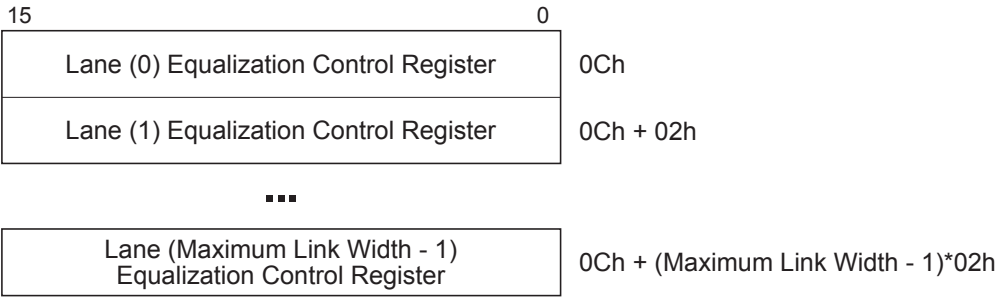 15 0
Lane (0) Equalization Control Register 0Ch
Lane (1) Equalization Control Register 0Ch + 02h
...
Lane (Maximum Link Width - 1)
Equalization Control Register
0Ch + (Maximum Link Width - 1)*02h